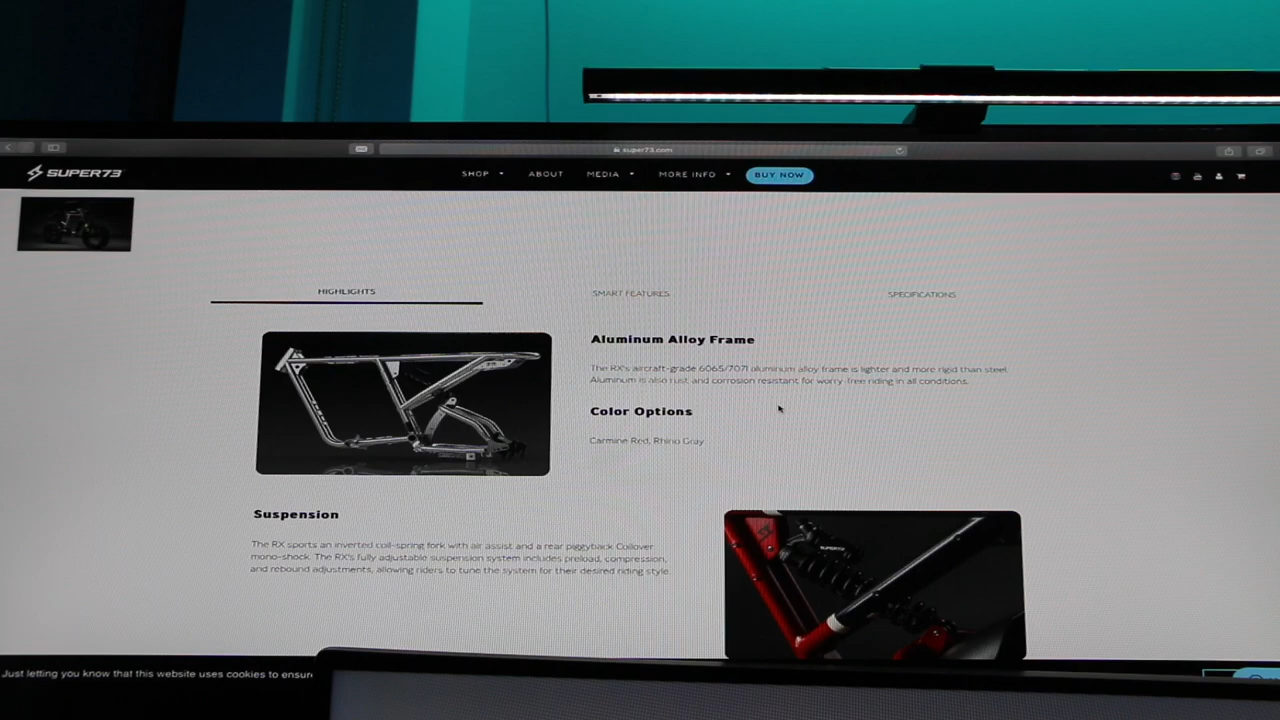 super73.com
SUPER73
SHOP
ABOUT
MEDIA
MORE INFO
BUY NOW
HIGHLIGHTS
SMART FEATURES
SPECIFICATIONS
Aluminum Alloy Frame
The RX's aircraft-grade 6065/7071 aluminum alloy frame is lighter and more rigid than steel.
Aluminum is also rust and corrosion resistant for worry-free riding in all conditions.
Color Options
Carmine Red, Rhino Gray
Suspension
The RX sports an inverted coil-spring fork with air assist and a rear piggyback Coilover
mono-shock. The RX's fully adjustable suspension system includes preload, compression,
and rebound adjustments, allowing riders to tune the system for their desired riding style.
SUPER73
Just letting you know that this website uses cookies to ensure